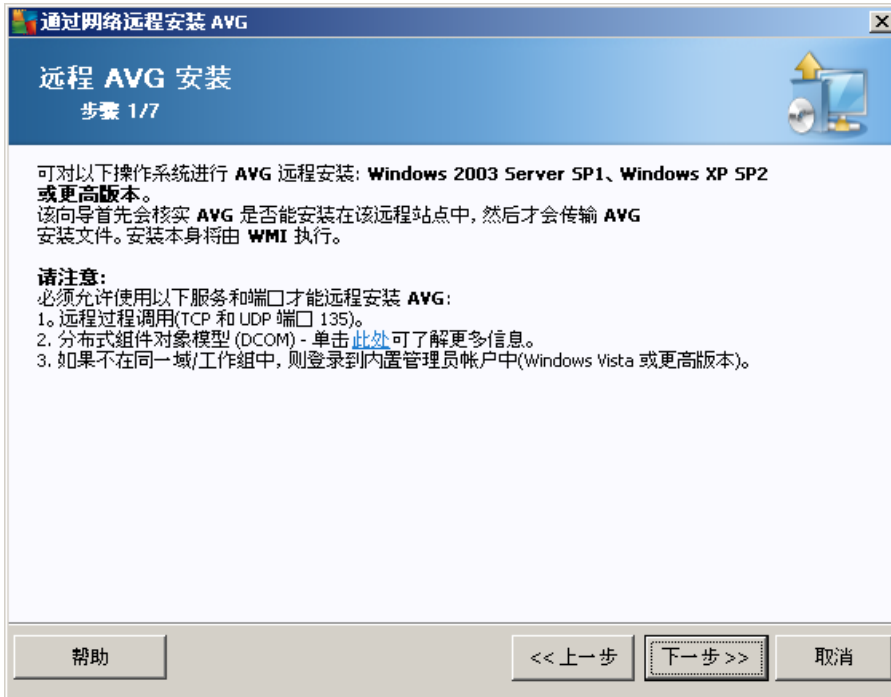 通过网络远程安装 AVG
远程 AVG 安装
步骤 1/7
可对以下操作系统进行 AVG 远程安装: Windows 2003 Server SP1、Windows XP SP2
或更高版本。
该向导首先会核实 AVG 是否能安装在该远程站点中, 然后才会传输 AVG
安装文件。安装本身将由 WMI 执行。
请注意:
必须允许使用以下服务和端口才能远程安装 AVG:
1。远程过程调用(TCP 和 UDP 端口 135)。
2. 分布式组件对象模型 (DCOM) - 单击此处可了解更多信息。
3. 如果不在同一域/工作组中, 则登录到内置管理员帐户中(Windows Vista 或更高版本)。
帮助
<< 上一步
下一步 >>
取消